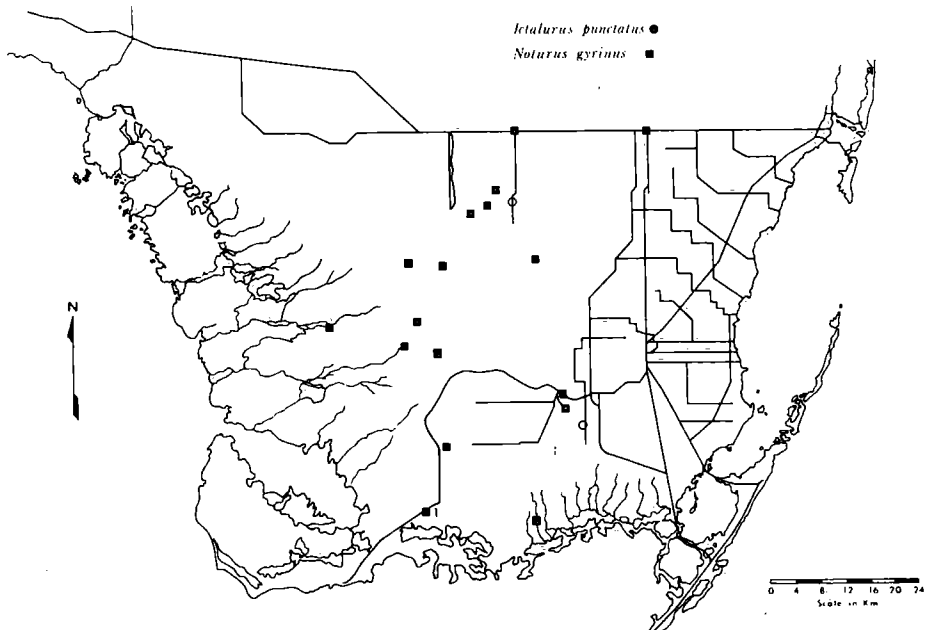 Ictalurus punctatus
Noturus gyrinus
N
0 4 8 12 16 20 24
Scale in Km